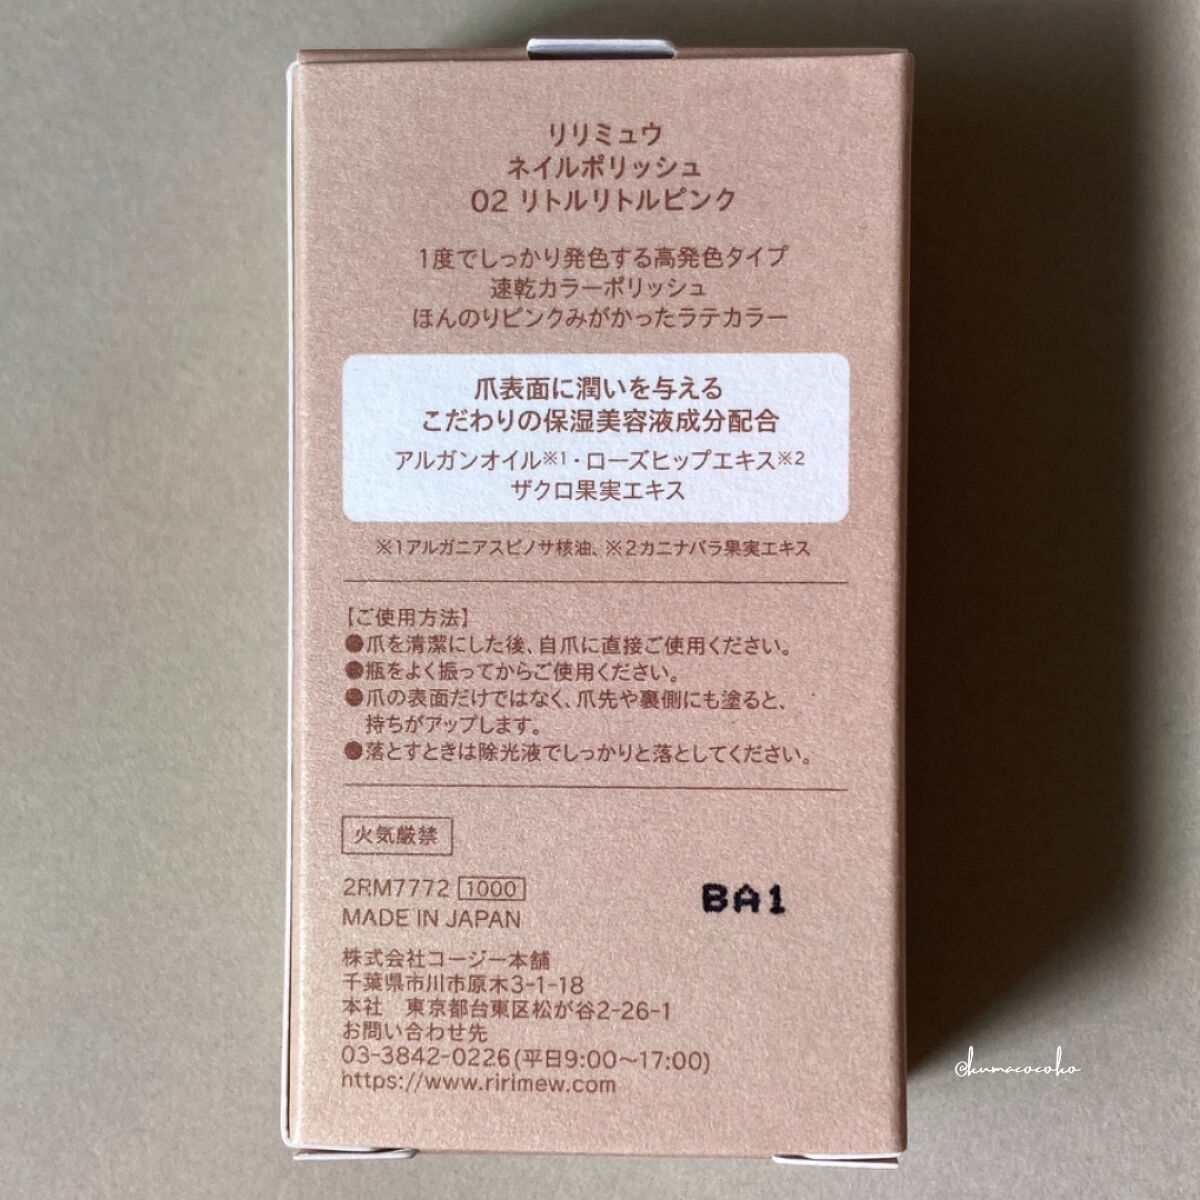 リリミュウ
ネイルポリッシュ
02 リトルリトルピンク
1度でしっかり発色する高発色タイプ
速乾カラーポリッシュ
ほんのりピンクみがかったラテカラー
爪表面に潤いを与える
こだわりの保湿美容液成分配合
アルガンオイル※1・ローズヒップエキス※2
ザクロ果実エキス
※1アルガニアスピノサ核油、※2カニナバラ果実エキス
【ご使用方法】
●爪を清潔にした後、自爪に直接ご使用ください。
●瓶をよく振ってからご使用ください。
●爪の表面だけではなく、爪先や裏側にも塗ると、
持ちがアップします。
●落とすときは除光液でしっかりと落としてください。
火気厳禁
2RM7772 1000
MADE IN JAPAN
BA1
株式会社コージー本舗
千葉県市川市原木3-1-18
本社 東京都台東区松が谷2-26-1
お問い合わせ先
03-3842-0226(平日9:00～17:00)
https://www.ririmew.com
@kumacocoko